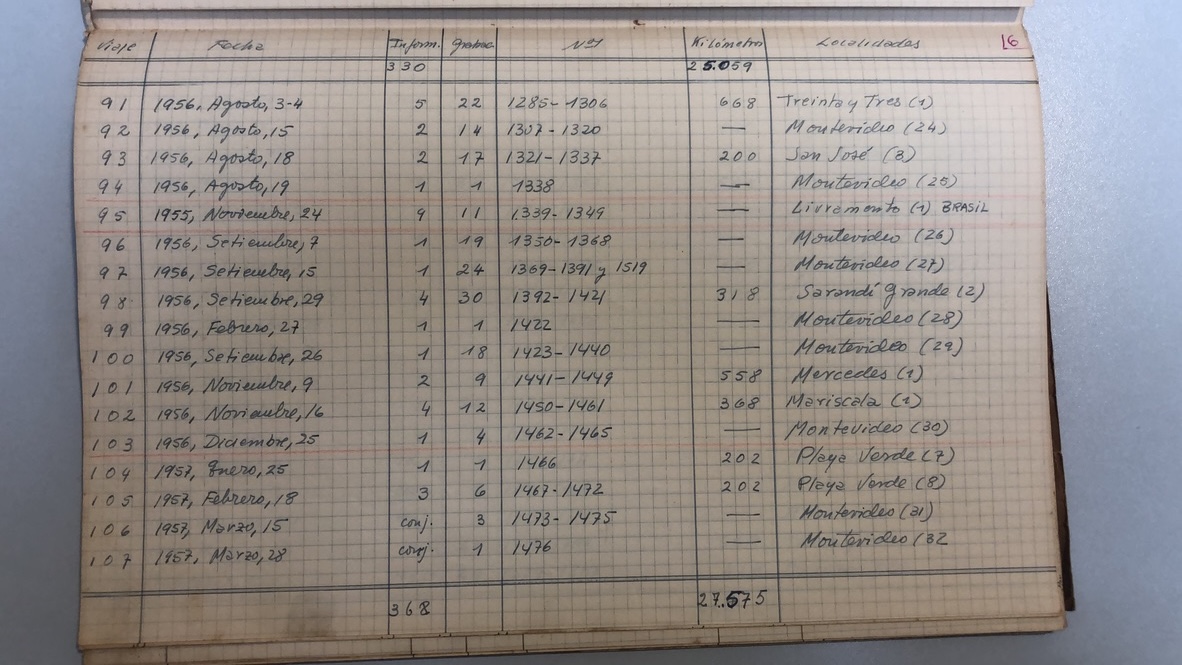 Viaje Fecha Inform. Grabac. Nos Kilómetros Localidades 16
330 25.059
91 1956, Agosto, 3-4 5 22 1285-1306 668 Treinta y Tres (1)
92 1956, Agosto, 15 2 14 1307-1320 — Montevideo (24)
93 1956, Agosto, 18 2 17 1321-1337 200 San José (3)
94 1956, Agosto, 19 1 1 1338 — Montevideo (25)
95 1955, Noviembre, 24 9 11 1339-1349 — Livramento (1) BRASIL
96 1956, Setiembre, 7 1 19 1350-1368 — Montevideo (26)
97 1956, Setiembre, 15 1 24 1369-1391 y 1519 — Montevideo (27)
98 1956, Setiembre, 29 4 30 1392-1421 318 Sarandí Grande (2)
99 1956, Febrero, 27 1 1 1422 — Montevideo (28)
100 1956, Setiembre, 26 1 18 1423-1440 — Montevideo (29)
101 1956, Noviembre, 9 2 9 1441-1449 558 Mercedes (1)
102 1956, Noviembre, 16 4 12 1450-1461 368 Mariscala (1)
103 1956, Diciembre, 25 1 4 1462-1465 — Montevideo (30)
104 1957, Enero, 25 1 1 1466 202 Playa Verde (7)
105 1957, Febrero, 18 3 6 1467-1472 202 Playa Verde (8)
106 1957, Marzo, 15 conj. 3 1473-1475 — Montevideo (31)
107 1957, Marzo, 28 conj. 1 1476 — Montevideo (32
368 27.575